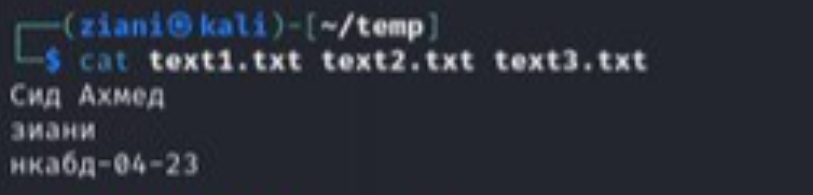 (ziani㉿kali)-[~/temp]
$ cat text1.txt text2.txt text3.txt
Сид Ахмед
зиани
нкабд-04-23